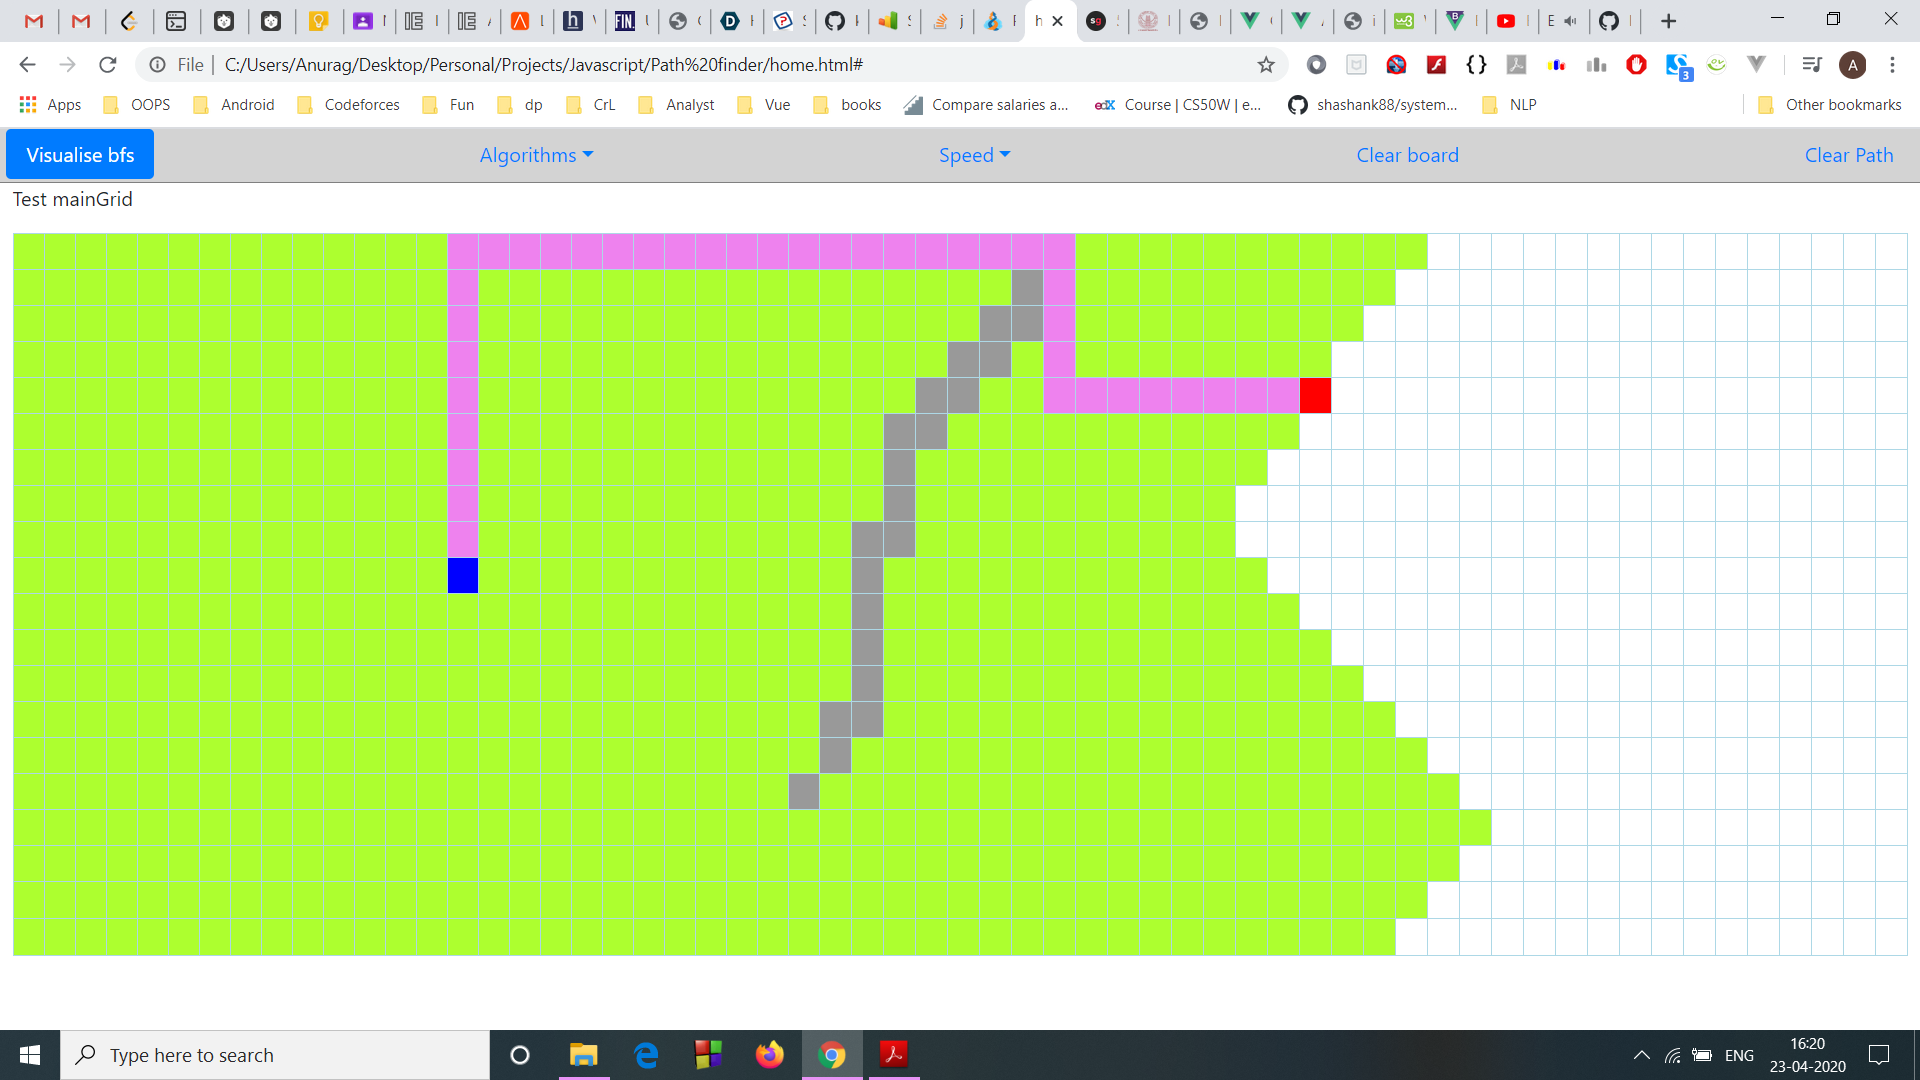 File C:/Users/Anurag/Desktop/Personal/Projects/Javascript/Path%20finder/home.html#
3
A
Apps OOPS Android Codeforces Fun dp CrL Analyst Vue books Compare salaries a... edX Course | CS50W | e... shashank88/system... NLP Other bookmarks
Visualise bfs Algorithms Speed Clear board Clear Path
Test mainGrid
Type here to search
ENG
16:20
23-04-2020